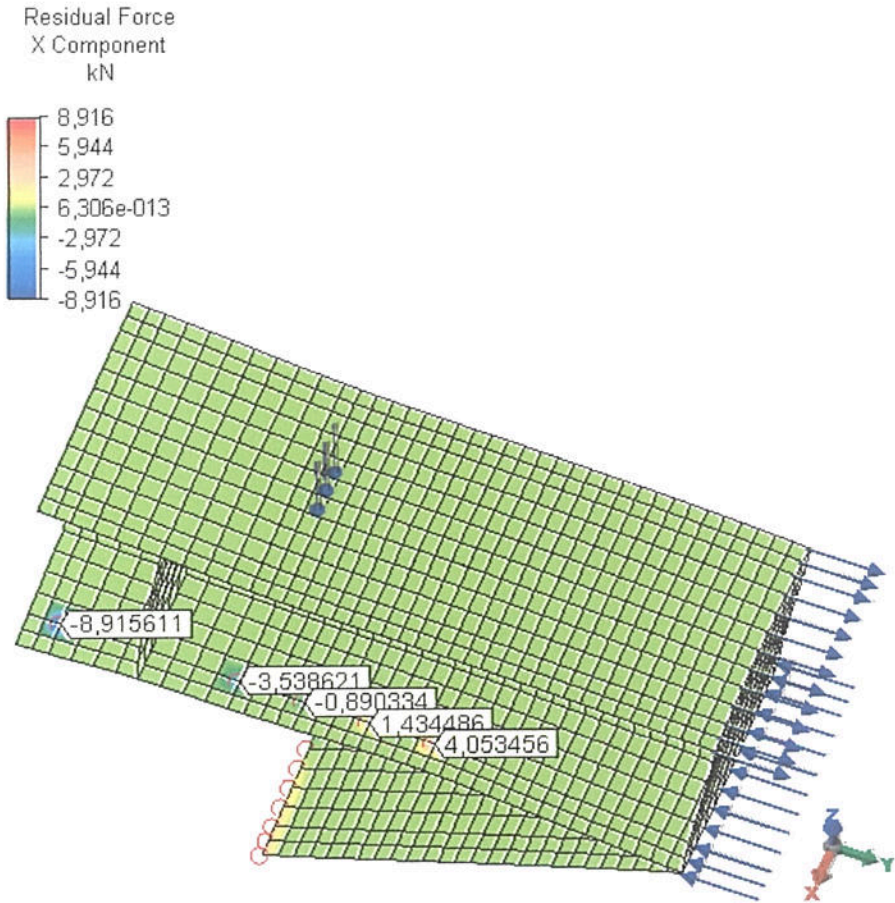 Residual Force
X Component
kN
8,916
5,944
2,972
6,306e-013
-2,972
-5,944
-8,916
-8,915611
-3,538621
-0,890334
1,434486
4,053456
Z
Y
X